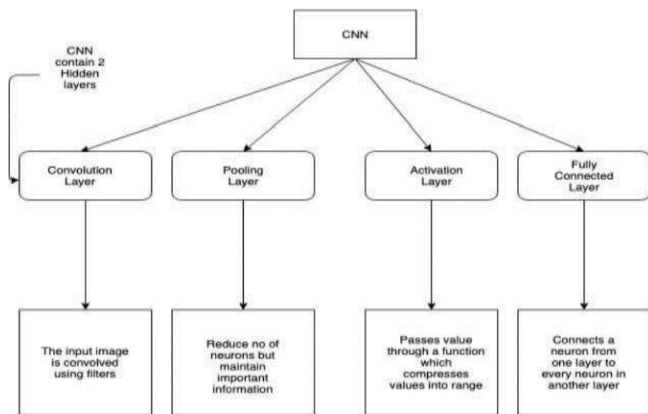 CNN
CNN
contain 2
Hidden
layers
Convolution
Layer
Pooling
Layer
Activation
Layer
Fully
Connected
Layer
The input image
is convolved
using filters
Reduce no of
neurons but
maintain
important
information
Passes value
through a function
which
compresses
values into range
Connects a
neuron from
one layer to
every neuron in
another layer